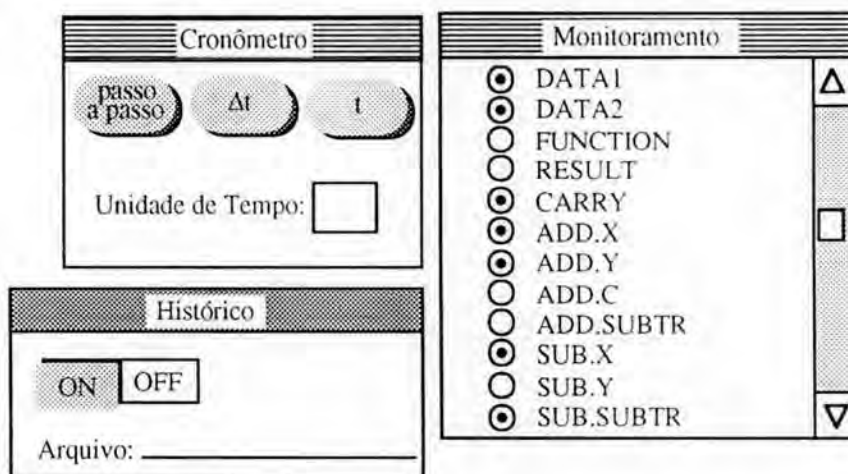 Cronômetro
passo
a passo
Δt
t
Unidade de Tempo:
Histórico
ON
OFF
Arquivo:
Monitoramento
DATA1
DATA2
FUNCTION
RESULT
CARRY
ADD.X
ADD.Y
ADD.C
ADD.SUBTR
SUB.X
SUB.Y
SUB.SUBTR